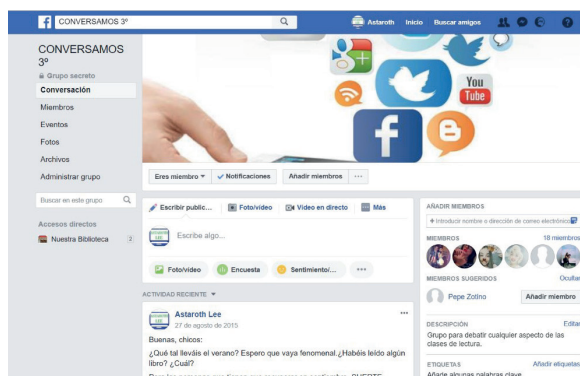 CONVERSAMOS 3º
Astaroth Inicio Buscar amigos
CONVERSAMOS
3º
Grupo secreto
Conversación
Miembros
Eventos
Fotos
Archivos
Administrar grupo
Buscar en este grupo
Accesos directos
Nuestra Biblioteca 2
You
Tube
Eres miembro Notificaciones Añadir miembros ...
Escribir public... Foto/vídeo Vídeo en directo Más
Escribe algo...
Foto/vídeo Encuesta Sentimiento/... ...
ACTIVIDAD RECIENTE
Astaroth Lee
27 de agosto de 2015
Buenas, chicos:
¿Qué tal lleváis el verano? Espero que vaya fenomenal.¿Habéis leído algún
libro? ¿Cuál?
AÑADIR MIEMBROS
+ Introducir nombre o dirección de correo electrónico
MIEMBROS 18 miembros
MIEMBROS SUGERIDOS Ocultar
Pepe Zotino Añadir miembro
DESCRIPCIÓN Editar
Grupo para debatir cualquier aspecto de las
clases de lectura.
ETIQUETAS Añadir etiquetas
Añade algunas palabras clave